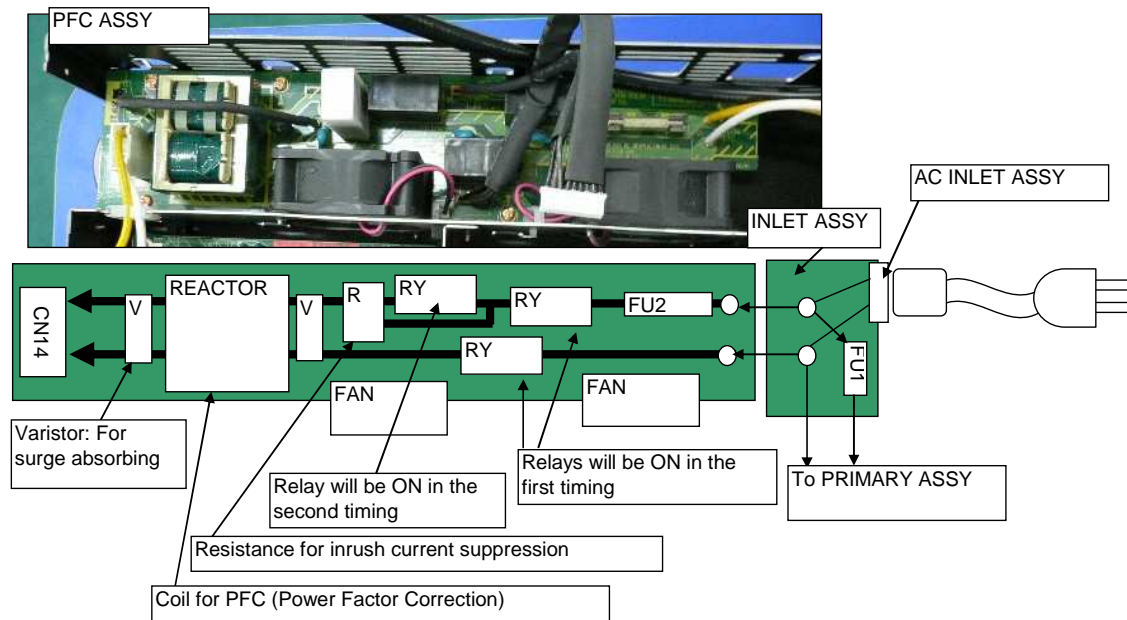 PFC ASSY
AC INLET ASSY
INLET ASSY
CN14
V
REACTOR
V
R
RY
RY
RY
FU2
FU1
FAN
FAN
Varistor: For
surge absorbing
Relay will be ON in the
second timing
Relays will be ON in the
first timing
To PRIMARY ASSY
Resistance for inrush current suppression
Coil for PFC (Power Factor Correction)